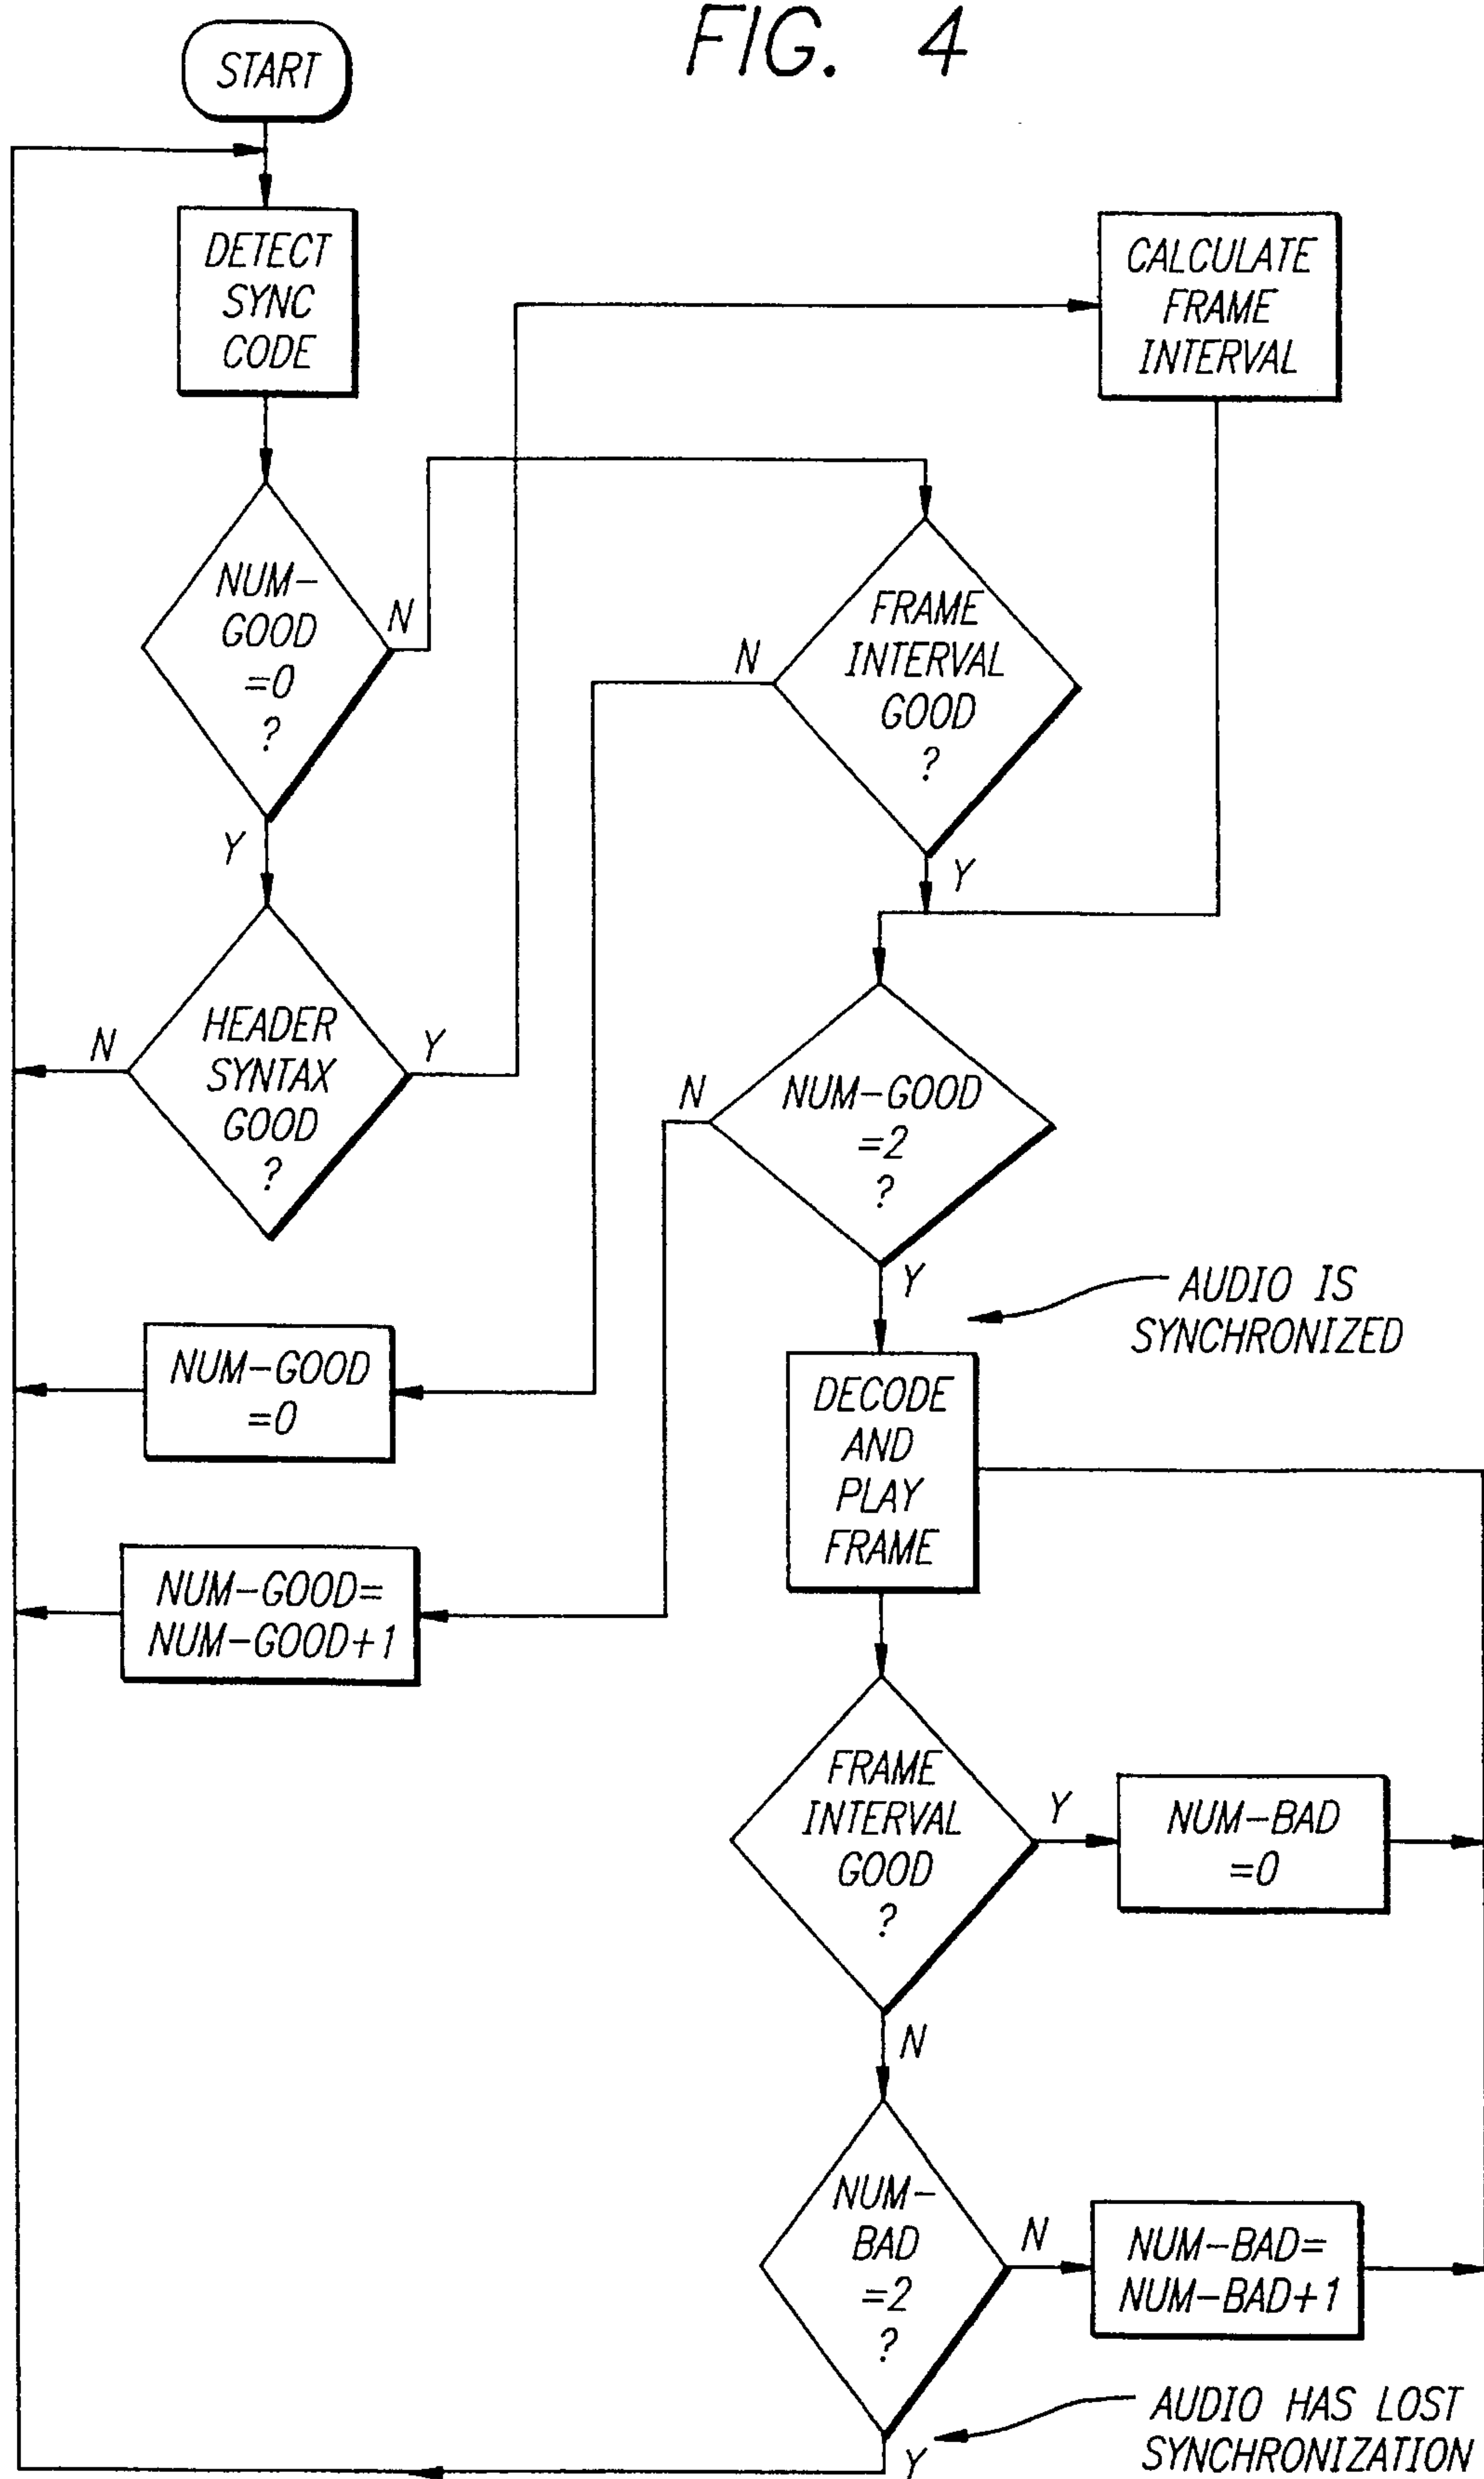 FIG. 4
START
DETECT
SYNC
CODE
CALCULATE
FRAME
INTERVAL
NUM-
GOOD
=0
?
N
Y
FRAME
INTERVAL
GOOD
?
N
Y
HEADER
SYNTAX
GOOD
?
N
Y
NUM-GOOD
=2
?
N
Y
AUDIO IS
SYNCHRONIZED
NUM-GOOD
=0
DECODE
AND
PLAY
FRAME
NUM-GOOD=
NUM-GOOD+1
FRAME
INTERVAL
GOOD
?
Y
N
NUM-BAD
=0
NUM-
BAD
=2
?
N
Y
NUM-BAD=
NUM-BAD+1
AUDIO HAS LOST
SYNCHRONIZATION